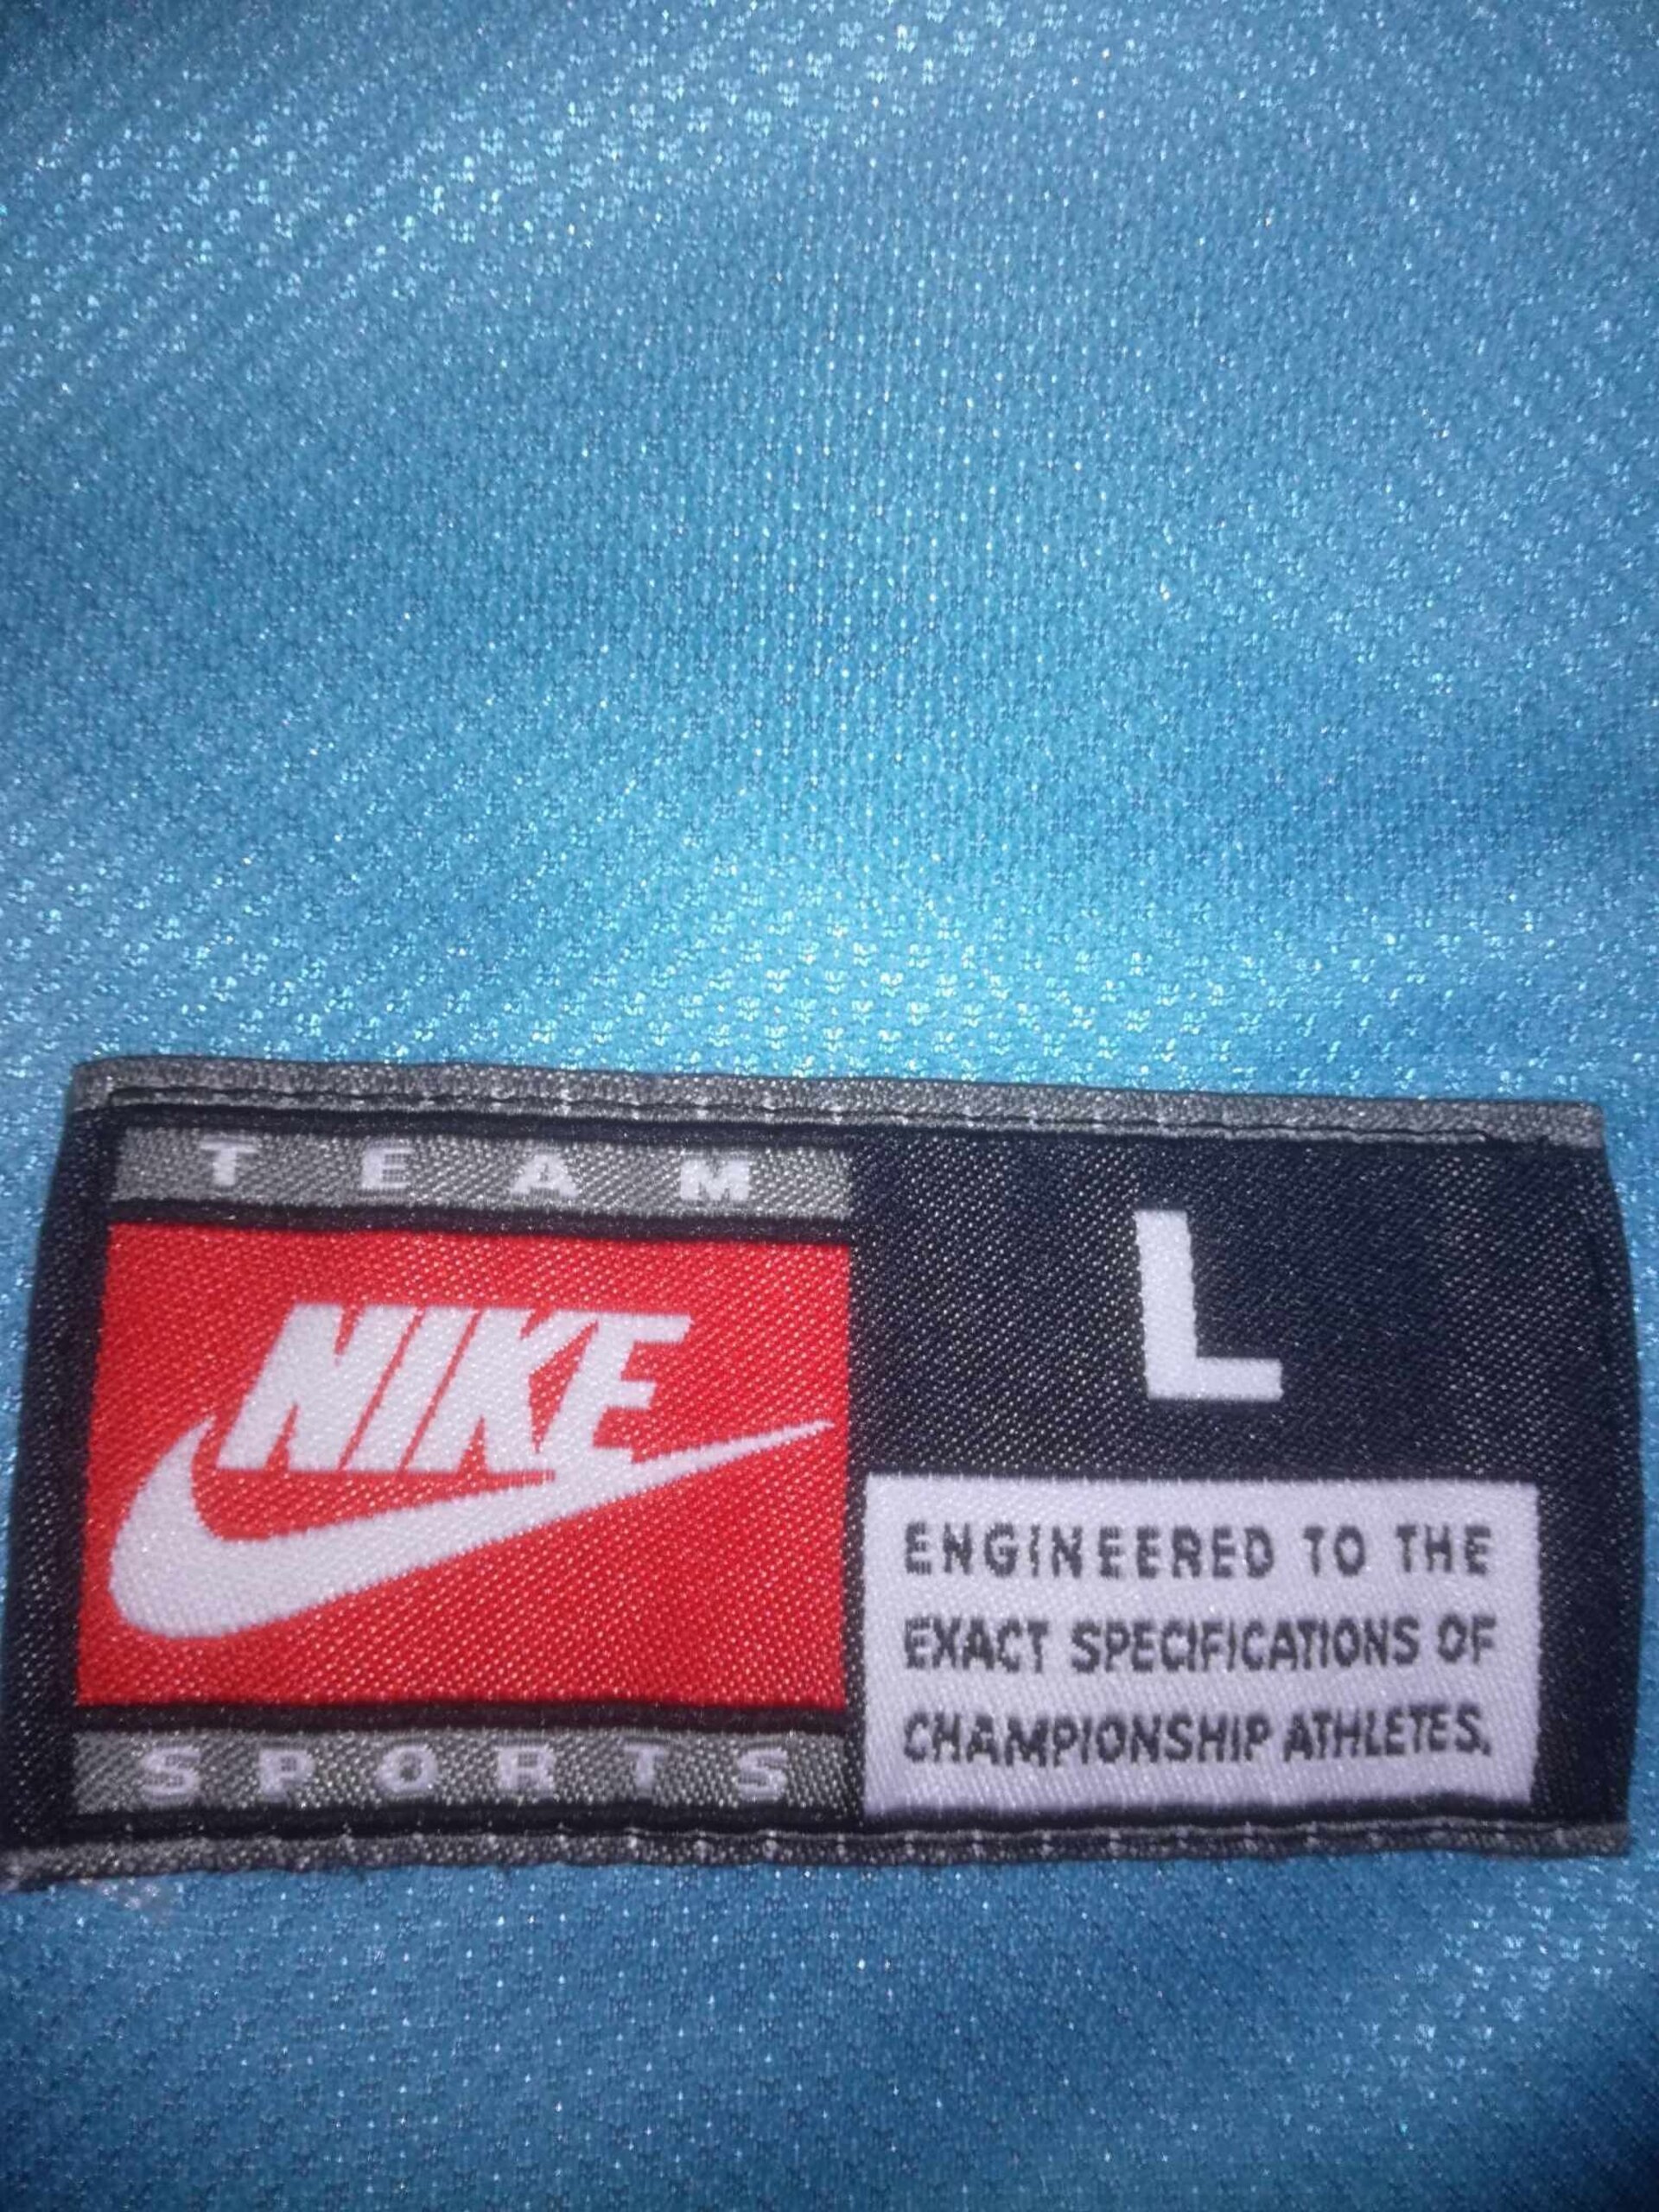 TEAM
NIKE
SPORTS
L
ENGINEERED TO THE
EXACT SPECIFICATIONS OF
CHAMPIONSHIP ATHLETES.